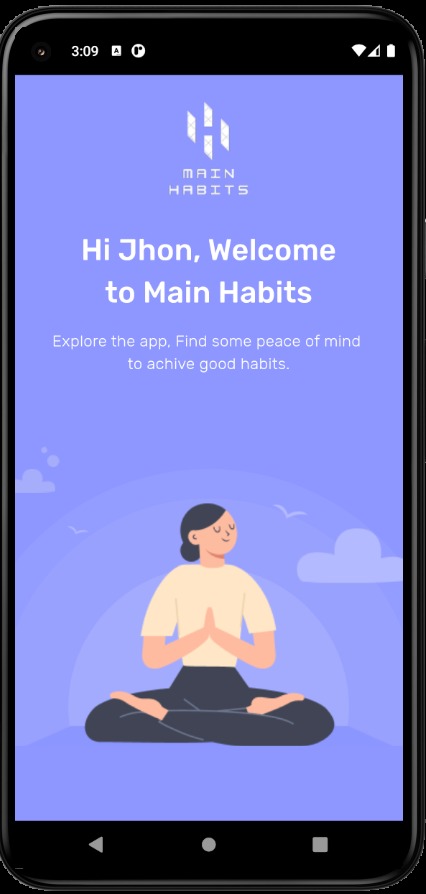 3:09
A
MAIN
HABITS
Hi Jhon, Welcome
to Main Habits
Explore the app, Find some peace of mind
to achive good habits.